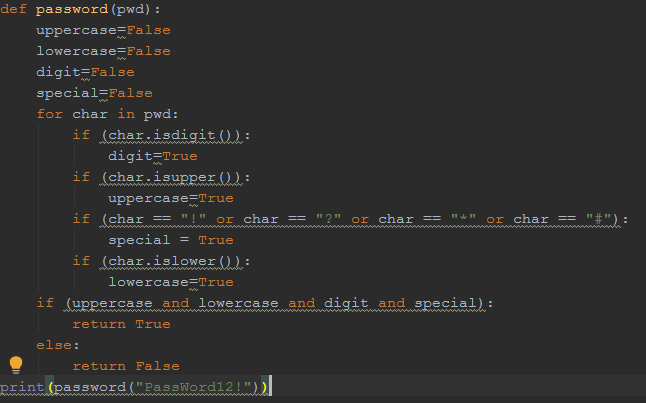 def password(pwd):
    uppercase=False
    lowercase=False
    digit=False
    special=False
    for char in pwd:
        if (char.isdigit()):
            digit=True
        if (char.isupper()):
            uppercase=True
        if (char == "!" or char == "?" or char == "*" or char == "#"):
            special = True
        if (char.islower()):
            lowercase=True
    if (uppercase and lowercase and digit and special):
        return True
    else:
        return False
print(password("PassWord12!"))